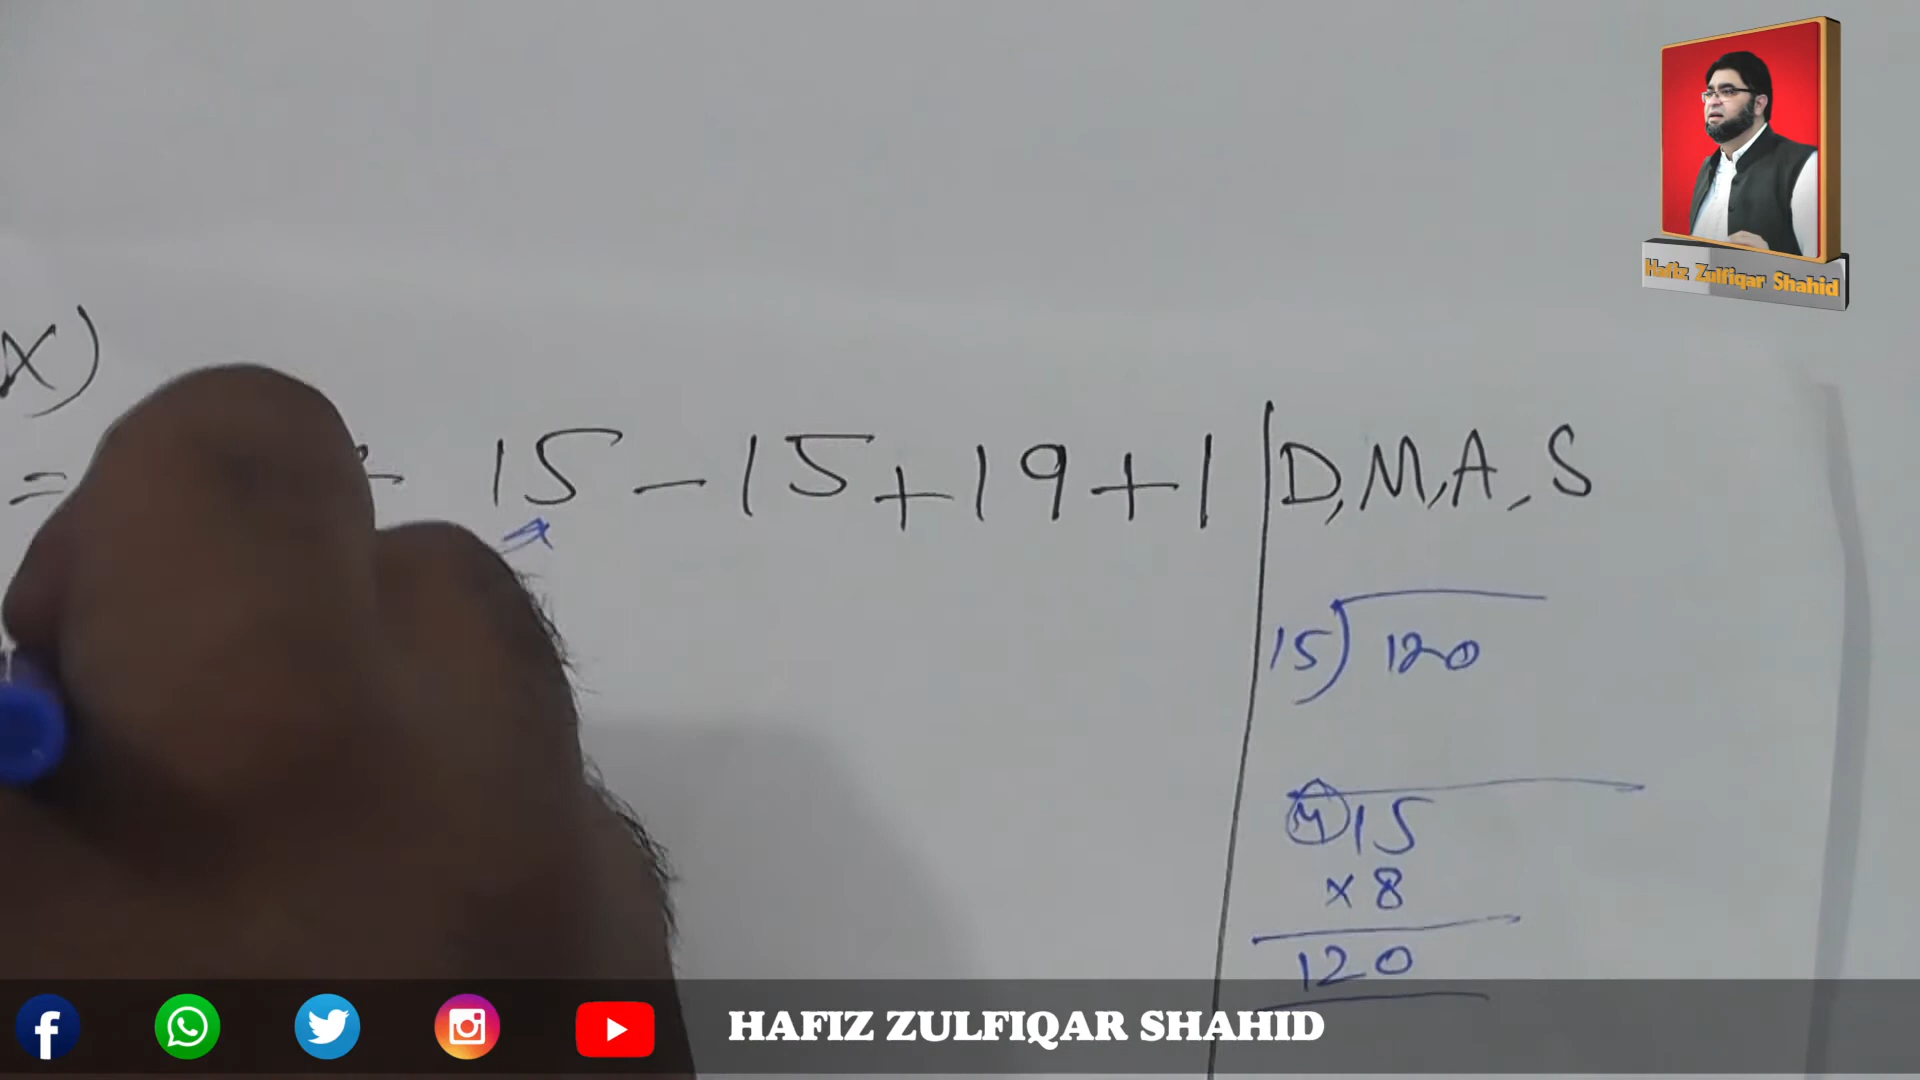 Hafiz Zulfiqar Shahid
x)
= 15 - 15 + 19 + 1 | D, M, A, S
15) 120
15
x 8
120
HAFIZ ZULFIQAR SHAHID